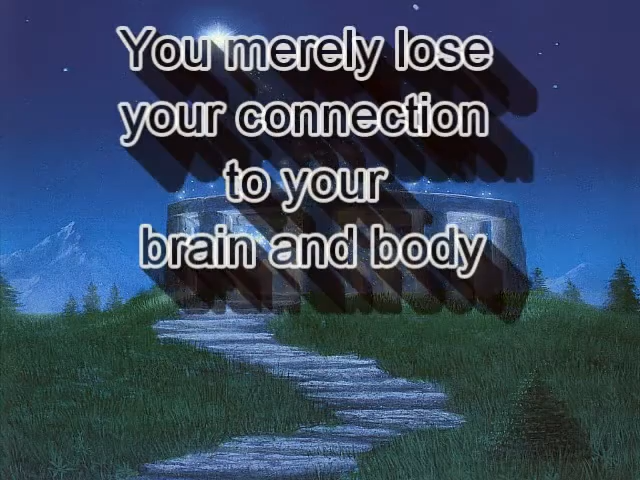 You merely lose
your connection
to your
brain and body